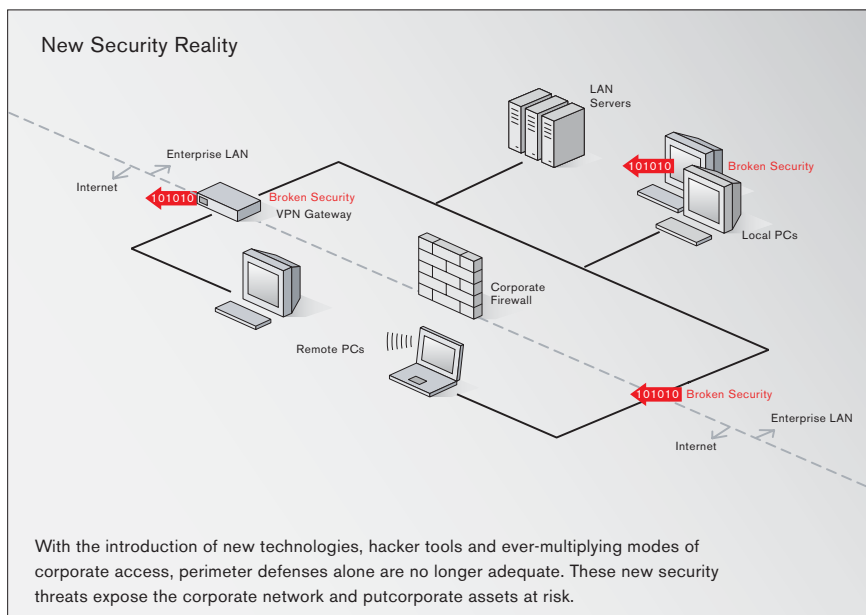 New Security Reality
LAN
Servers
Enterprise LAN
Internet
101010
Broken Security
VPN Gateway
101010
Broken Security
Local PCs
Corporate
Firewall
Remote PCs
101010
Broken Security
Enterprise LAN
Internet
With the introduction of new technologies, hacker tools and ever-multiplying modes of
corporate access, perimeter defenses alone are no longer adequate. These new security
threats expose the corporate network and putcorporate assets at risk.